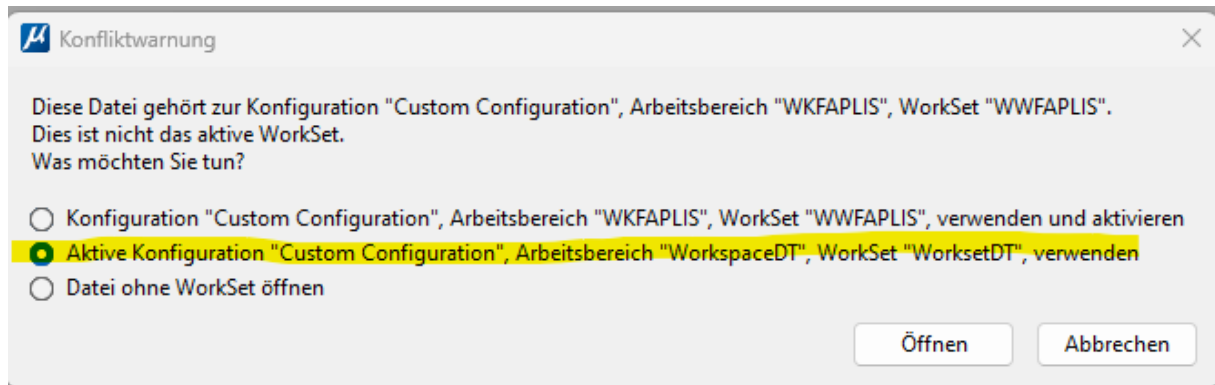 Konfliktwarnung
Diese Datei gehört zur Konfiguration "Custom Configuration", Arbeitsbereich "WKFAPLIS", WorkSet "WWFAPLIS".
Dies ist nicht das aktive WorkSet.
Was möchten Sie tun?
Konfiguration "Custom Configuration", Arbeitsbereich "WKFAPLIS", WorkSet "WWFAPLIS", verwenden und aktivieren
Aktive Konfiguration "Custom Configuration", Arbeitsbereich "WorkspaceDT", WorkSet "WorksetDT", verwenden
Datei ohne WorkSet öffnen
Öffnen Abbrechen